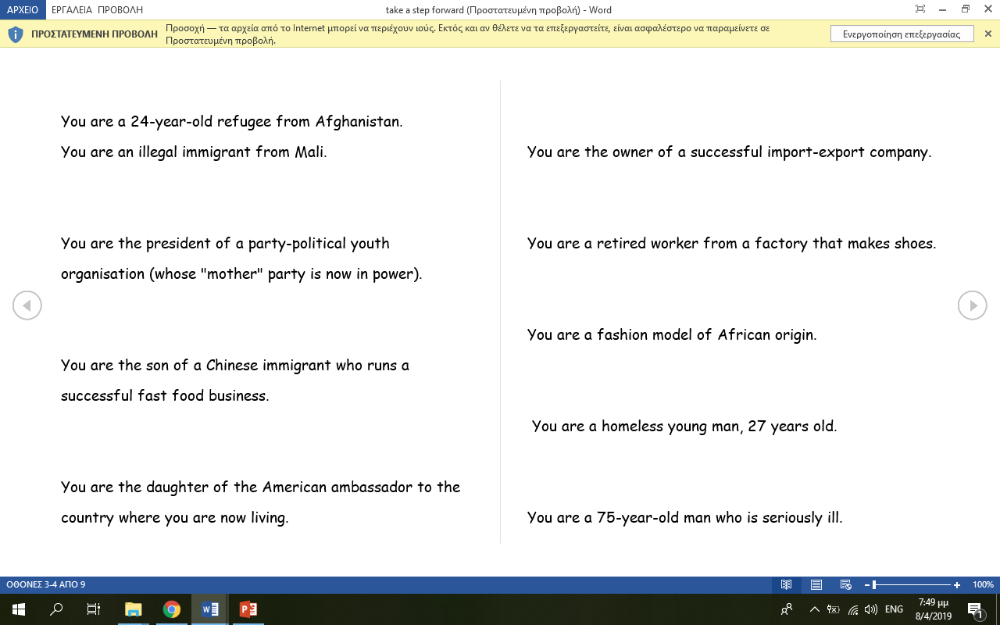 ΑΡΧΕΙΟ ΕΡΓΑΛΕΙΑ ΠΡΟΒΟΛΗ
take a step forward (Προστατευμένη προβολή) - Word
ΠΡΟΣΤΑΤΕΥΜΕΝΗ ΠΡΟΒΟΛΗ
Προσοχή — τα αρχεία από το Internet μπορεί να περιέχουν ιούς. Εκτός και αν θέλετε να τα επεξεργαστείτε, είναι ασφαλέστερο να παραμείνετε σε
Προστατευμένη προβολή.
Ενεργοποίηση επεξεργασίας
You are a 24-year-old refugee from Afghanistan.
You are an illegal immigrant from Mali.
You are the president of a party-political youth
organisation (whose "mother" party is now in power).
You are the son of a Chinese immigrant who runs a
successful fast food business.
You are the daughter of the American ambassador to the
country where you are now living.
You are the owner of a successful import-export company.
You are a retired worker from a factory that makes shoes.
You are a fashion model of African origin.
You are a homeless young man, 27 years old.
You are a 75-year-old man who is seriously ill.
ΟΘΟΝΕΣ 3-4 ΑΠΟ 9
100%
ENG
7:49 μμ
8/4/2019
1